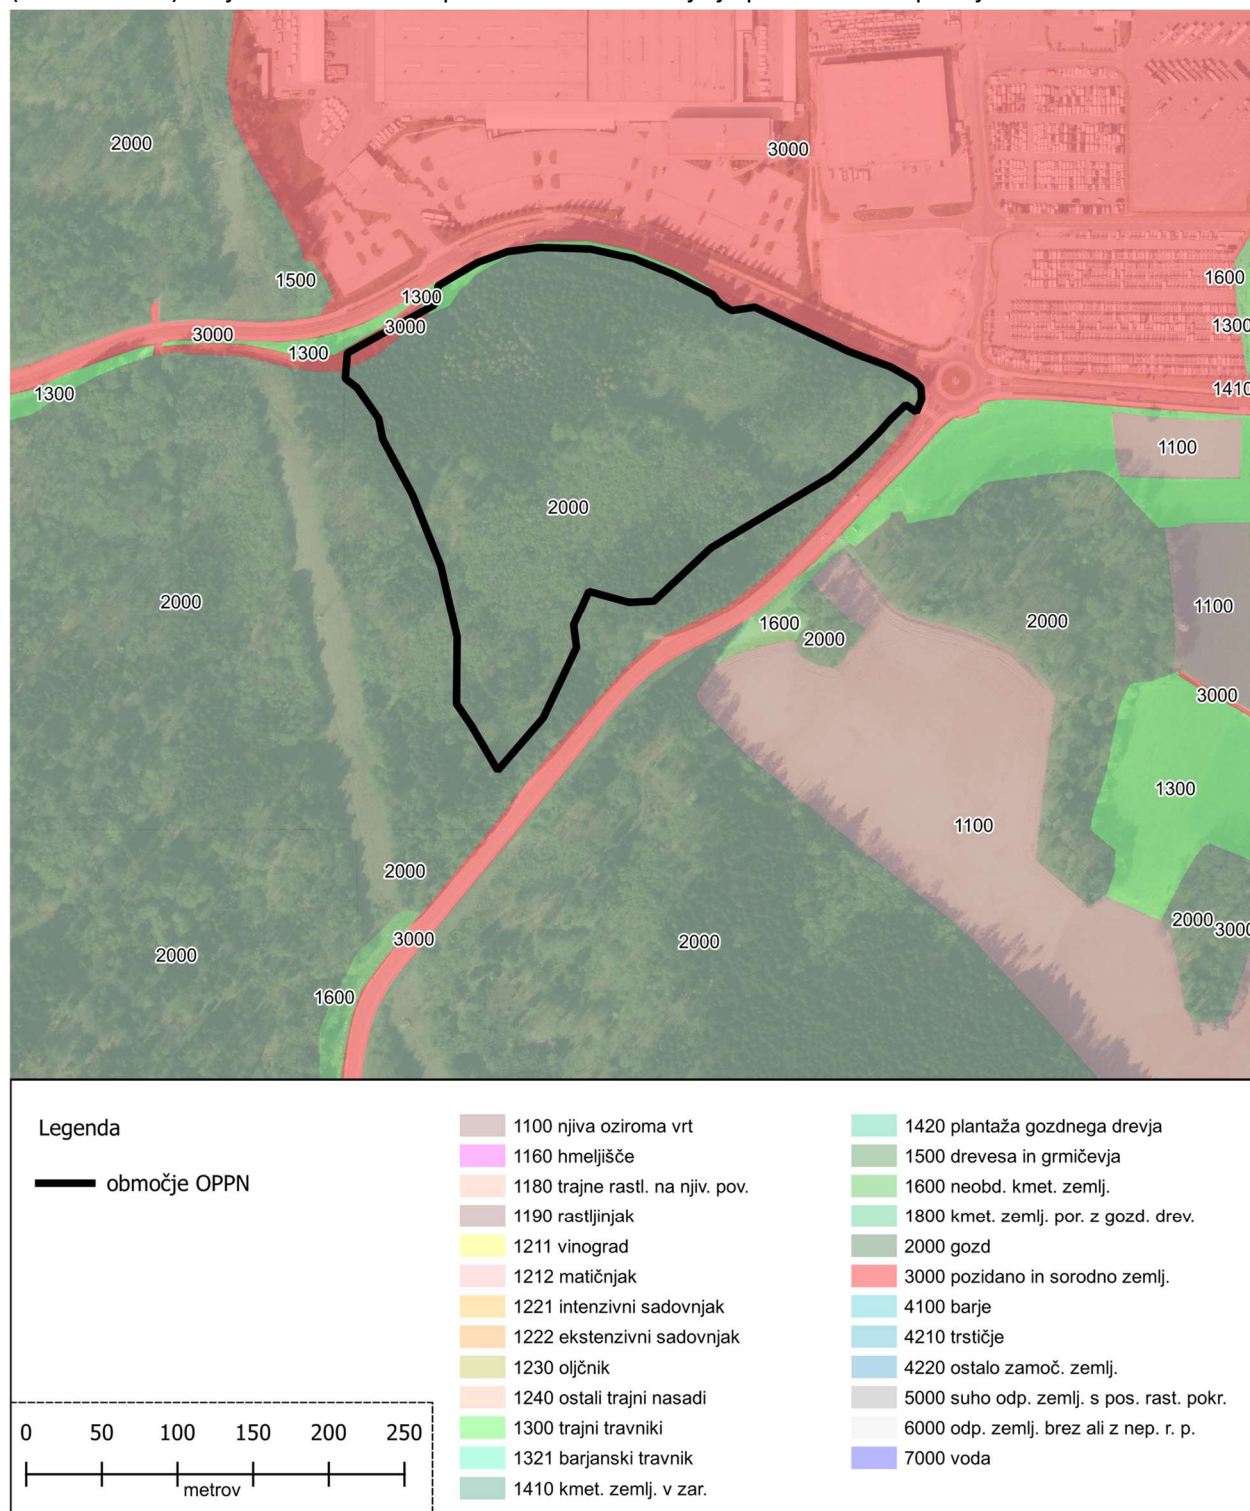 2000
3000
1500
1600
1300
3000
1300
3000
1300
1300
1410
1300
1100
2000
2000
1100
1600
2000
2000
3000
1300
1100
2000
2000
3000
3000
2000
2000
1600
Legenda
območje OPPN
0 50 100 150 200 250
metrov
1100 njiva oziroma vrt
1160 hmeljišče
1180 trajne rastl. na njiv. pov.
1190 rastljinjak
1211 vinograd
1212 matičnjak
1221 intenzivni sadovnjak
1222 ekstenzivni sadovnjak
1230 oljčnik
1240 ostali trajni nasadi
1300 trajni travniki
1321 barjanski travnik
1410 kmet. zemlj. v zar.
1420 plantaža gozdnega drevja
1500 drevesa in grmičevja
1600 neobd. kmet. zemlj.
1800 kmet. zemlj. por. z gozd. drev.
2000 gozd
3000 pozidano in sorodno zemlj.
4100 barje
4210 trstičje
4220 ostalo zamoč. zemlj.
5000 suho odp. zemlj. s pos. rast. pokr.
6000 odp. zemlj. brez ali z nep. r. p.
7000 voda